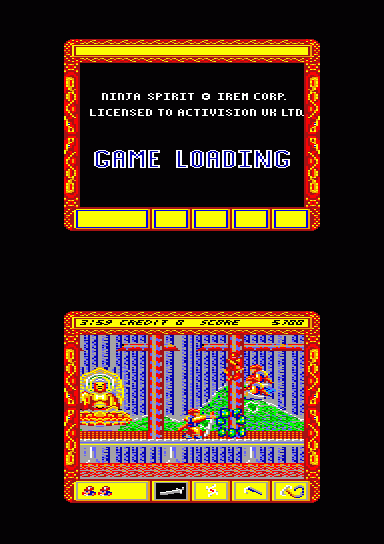 NINJA SPIRIT © IREM CORP.
LICENSED TO ACTIVISION UK LTD.
GAME LOADING
3:59 CREDIT 0 SCORE 5700